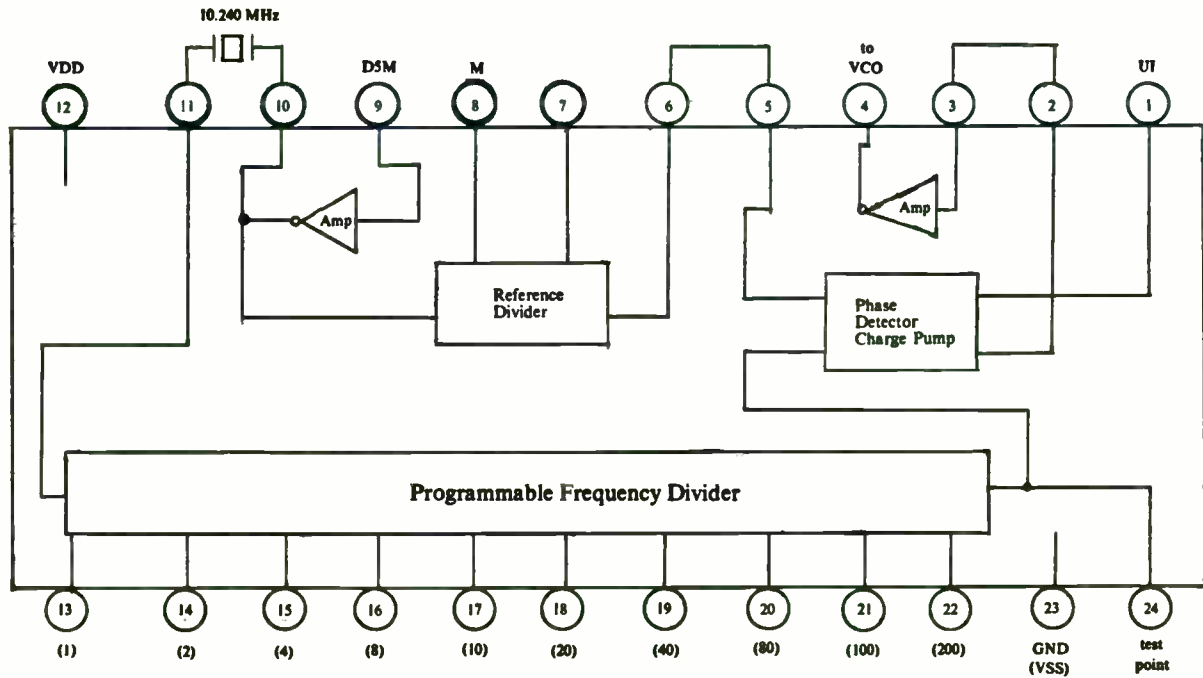 10.240 MHz
VDD
D5M
M
to
VCO
UI
12
11
10
9
8
7
6
5
4
3
2
1
Amp
Amp
Reference
Divider
Phase
Detector
Charge Pump
Programmable Frequency Divider
13
14
15
16
17
18
19
20
21
22
23
24
(1)
(2)
(4)
(8)
(10)
(20)
(40)
(80)
(100)
(200)
GND
(VSS)
test
point